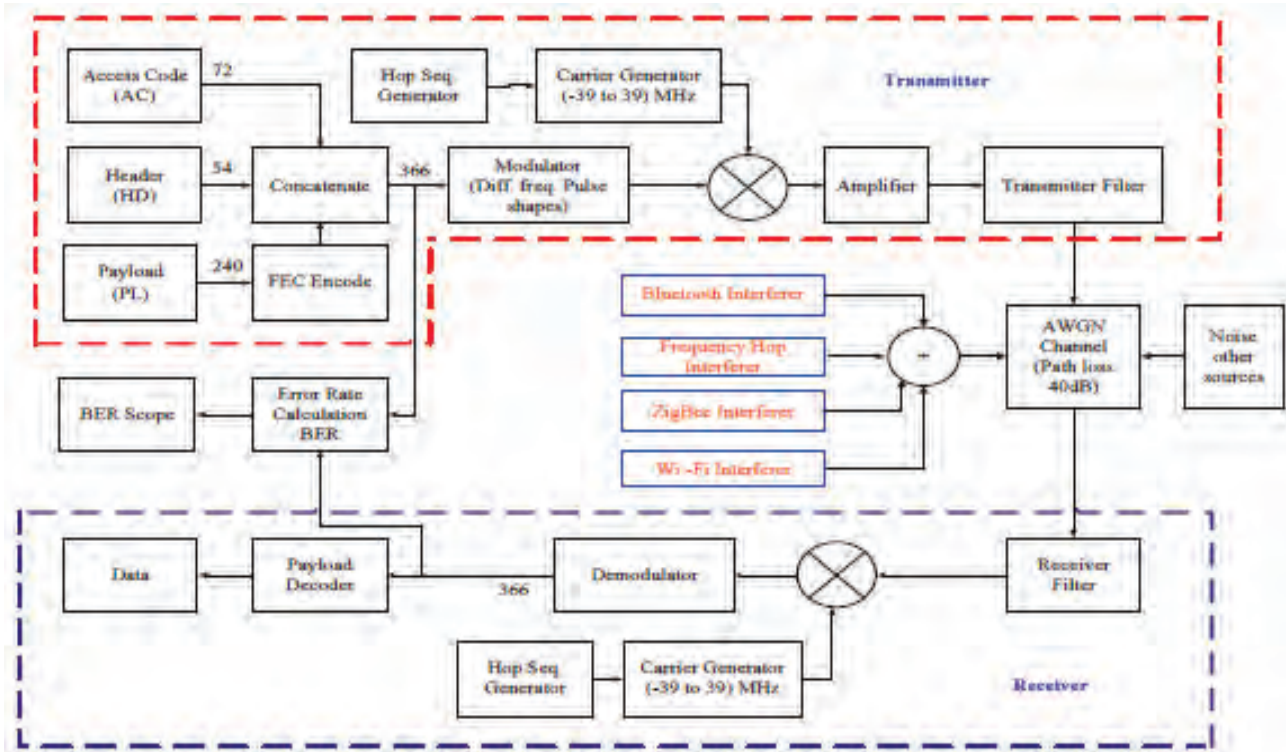 Access Code
(AC)
72
Hop Seq.
Generator
Carrier Generator
(-39 to 39) MHz
Transmitter
Header
(HD)
54
Concatenate
366
Modulator
(Diff. freq. Pulse
shapes)
Amplifier
Transmitter Filter
Payload
(PL)
240
FEC Encode
Bluetooth Interferer
Frequency Hop
Interferer
ZigBee Interferer
Wi -Fi Interferer
+
AWGN
Channel
(Path loss
40dB)
Noise
other
sources
BER Scope
Error Rate
Calculation
BER
Data
Payload
Decoder
366
Demodulator
Receiver
Filter
Hop Seq
Generator
Carrier Generator
(-39 to 39) MHz
Receiver